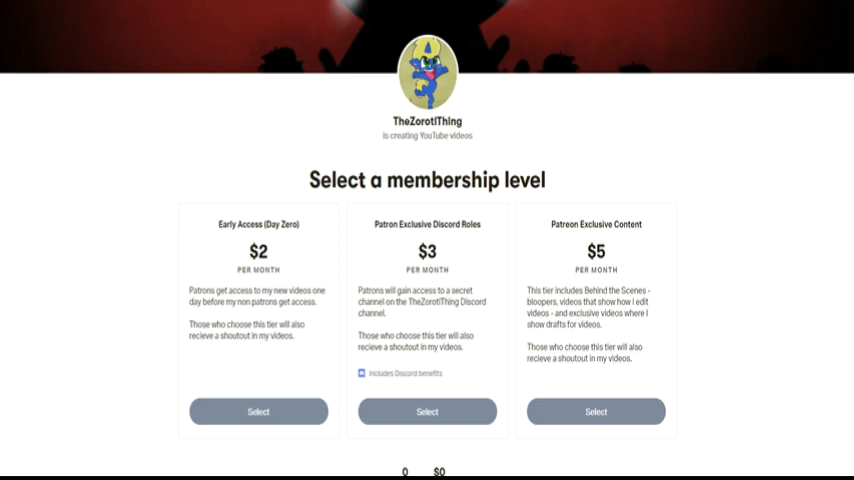 TheZorotlThing
is creating YouTube videos
Select a membership level
Early Access (Day Zero)
$2
PER MONTH
Patrons get access to my new videos one
day before my non patrons get access.
Those who choose this tier will also
recieve a shoutout in my videos.
Select
Patron Exclusive Discord Roles
$3
PER MONTH
Patrons will gain access to a secret
channel on the TheZorotlThing Discord
channel.
Those who choose this tier will also
recieve a shoutout in my videos.
Includes Discord benefits
Select
Patreon Exclusive Content
$5
PER MONTH
This tier includes Behind the Scenes -
bloopers, videos that show how I edit
videos - and exclusive videos where I
show drafts for videos.
Those who choose this tier will also
recieve a shoutout in my videos.
Select
0 $0